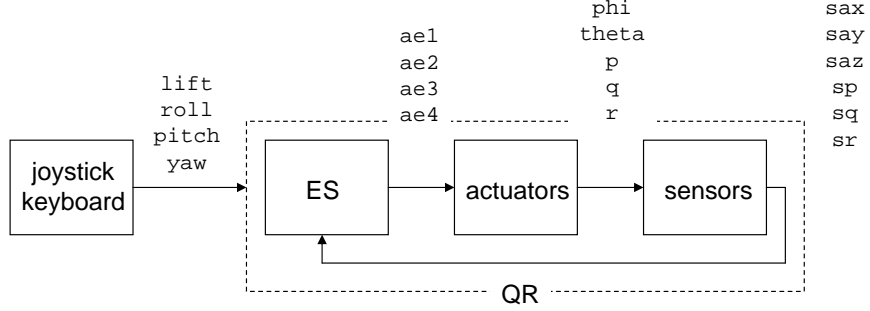 lift
roll
pitch
yaw
ae1
ae2
ae3
ae4
phi
theta
p
q
r
sax
say
saz
sp
sq
sr
joystick
keyboard
ES
actuators
sensors
QR